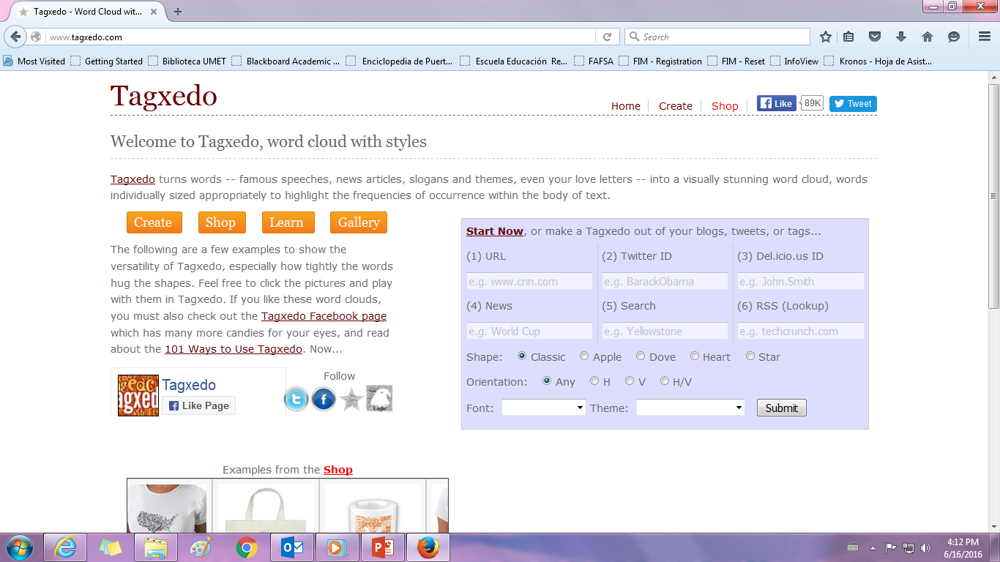 Tagxedo - Word Cloud wit...
www.tagxedo.com
Search
Most Visited Getting Started Biblioteca UMET Blackboard Academic ... Enciclopedia de Puert... Escuela Educación Re... FAFSA FIM - Registration FIM - Reset InfoView Kronos - Hoja de Asist...
Tagxedo
Home Create Shop Like 89K Tweet
Welcome to Tagxedo, word cloud with styles
Tagxedo turns words -- famous speeches, news articles, slogans and themes, even your love letters -- into a visually stunning word cloud, words
individually sized appropriately to highlight the frequencies of occurrence within the body of text.
Create Shop Learn Gallery
The following are a few examples to show the
versatility of Tagxedo, especially how tightly the words
hug the shapes. Feel free to click the pictures and play
with them in Tagxedo. If you like these word clouds,
you must also check out the Tagxedo Facebook page
which has many more candies for your eyes, and read
about the 101 Ways to Use Tagxedo. Now...
Tagxedo
Like Page
Follow
Start Now, or make a Tagxedo out of your blogs, tweets, or tags...
(1) URL (2) Twitter ID (3) Del.icio.us ID
e.g. www.cnn.com e.g. BarackObama e.g. John.Smith
(4) News (5) Search (6) RSS (Lookup)
e.g. World Cup e.g. Yellowstone e.g. techcrunch.com
Shape: Classic Apple Dove Heart Star
Orientation: Any H V H/V
Font: Theme: Submit
Examples from the Shop
people
4:12 PM
6/16/2016